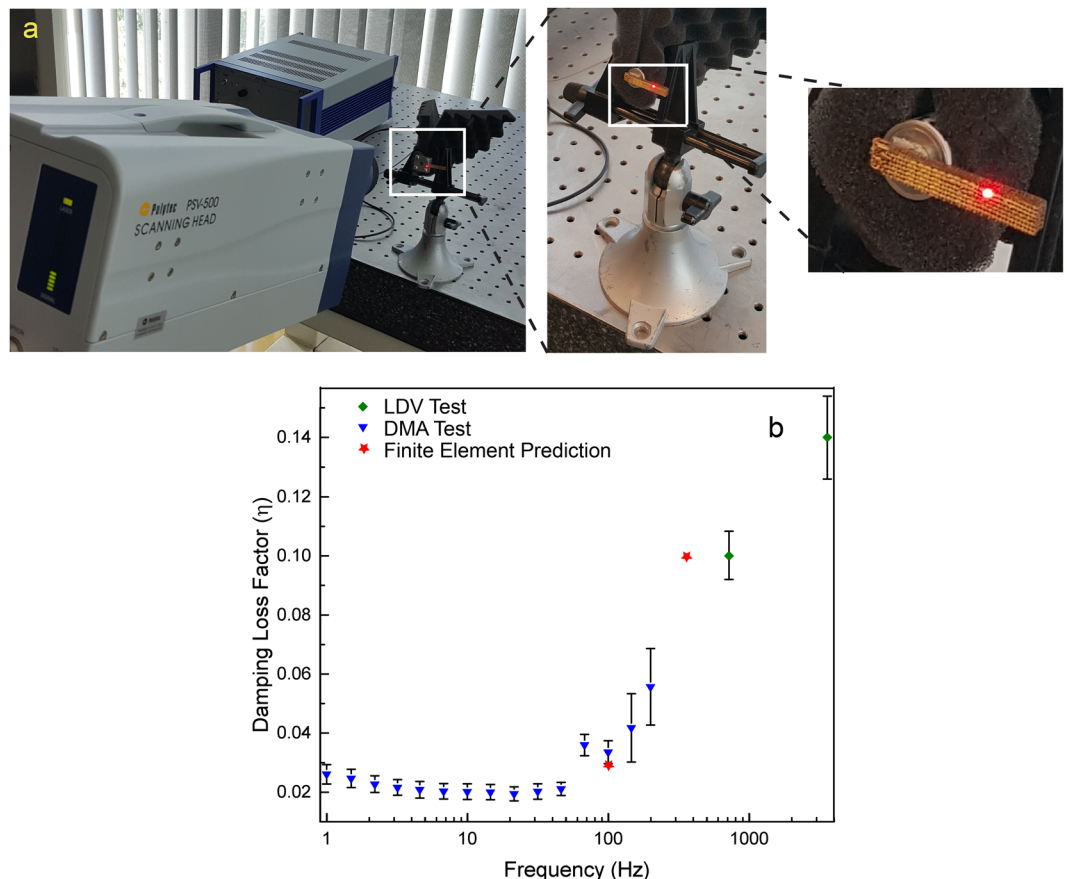 a
Polytec PSV-500
SCANNING HEAD
LASER
b
LDV Test
DMA Test
Finite Element Prediction
Damping Loss Factor (η)
0.14
0.12
0.10
0.08
0.06
0.04
0.02
1
10
100
1000
Frequency (Hz)